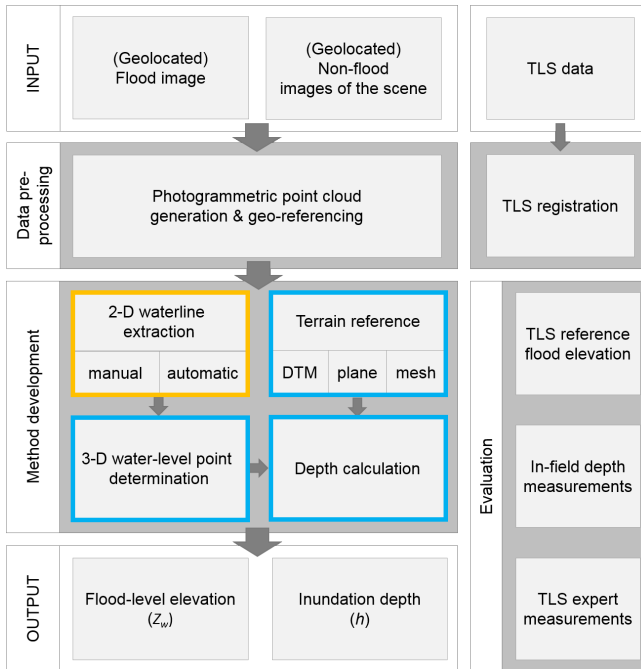 INPUT
(Geolocated)
Flood image
(Geolocated)
Non-flood
images of the scene
TLS data
Data pre-
processing
Photogrammetric point cloud
generation & geo-referencing
TLS registration
Method development
2-D waterline
extraction
manual
automatic
Terrain reference
DTM
plane
mesh
3-D water-level point
determination
Depth calculation
Evaluation
TLS reference
flood elevation
In-field depth
measurements
TLS expert
measurements
OUTPUT
Flood-level elevation
(Zw)
Inundation depth
(h)